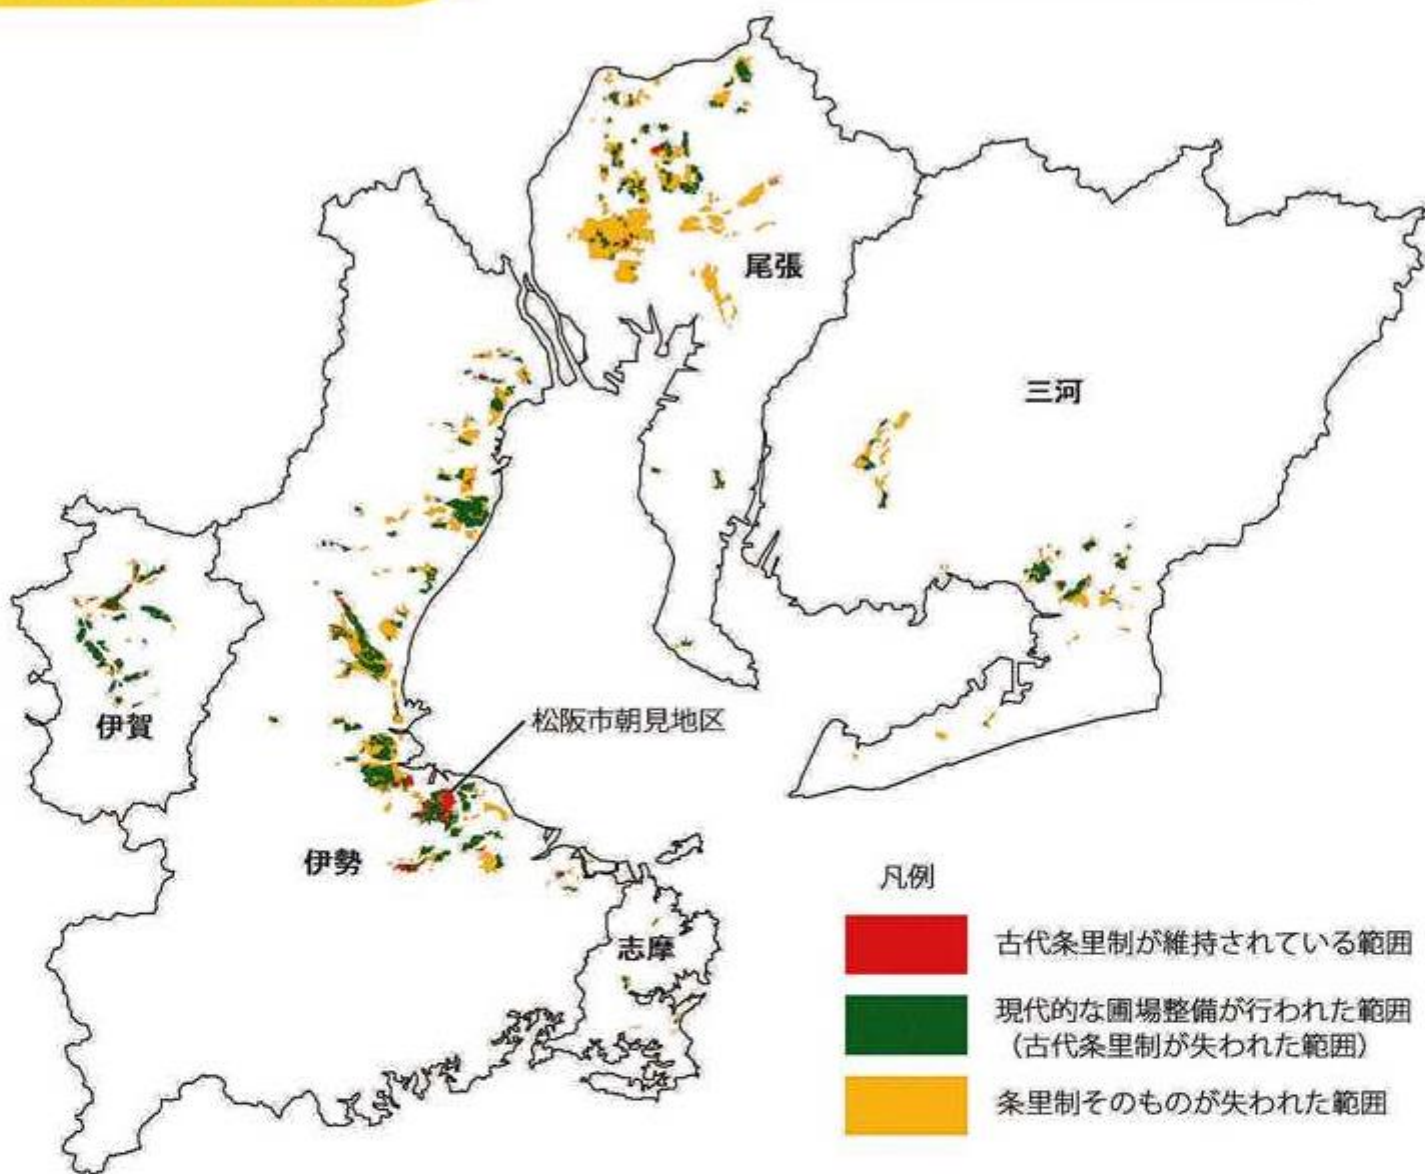 尾張
三河
伊賀
松阪市朝見地区
伊勢
志摩
凡例
古代条里制が維持されている範囲
現代的な圃場整備が行われた範囲
（古代条里制が失われた範囲）
条里制そのものが失われた範囲